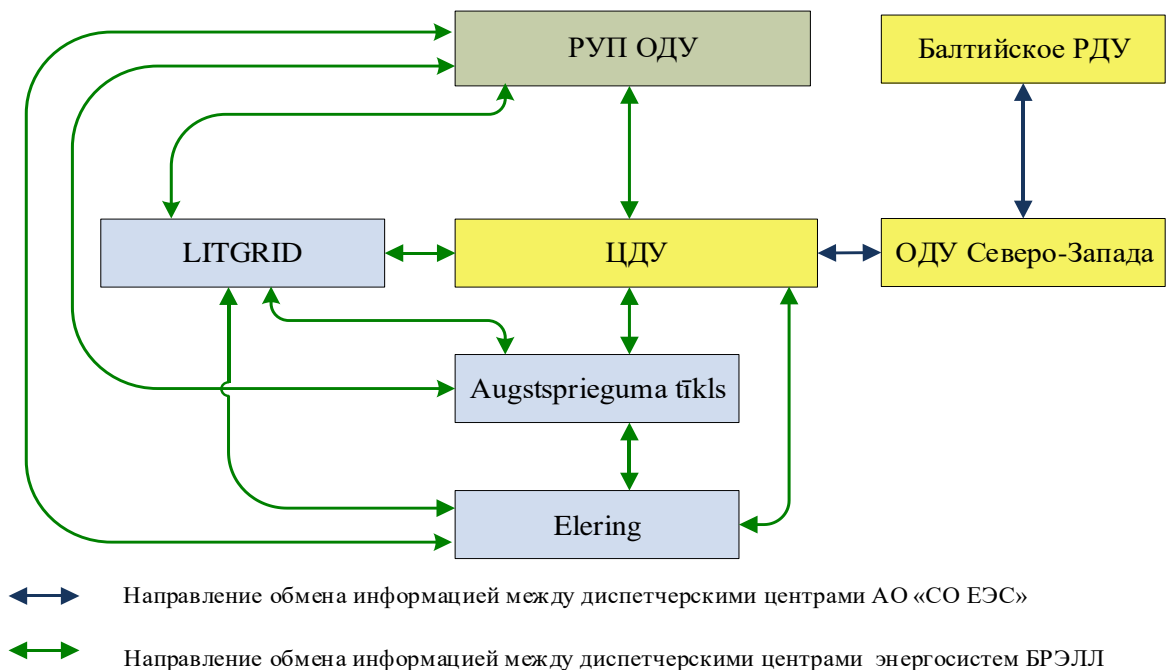 РУП ОДУ
Балтийское РДУ
LITGRID
ЦДУ
ОДУ Северо-Запада
Augstsprieguma tīkls
Elering
Направление обмена информацией между диспетчерскими центрами АО «СО ЕЭС»
Направление обмена информацией между диспетчерскими центрами энергосистем БРЭЛЛ